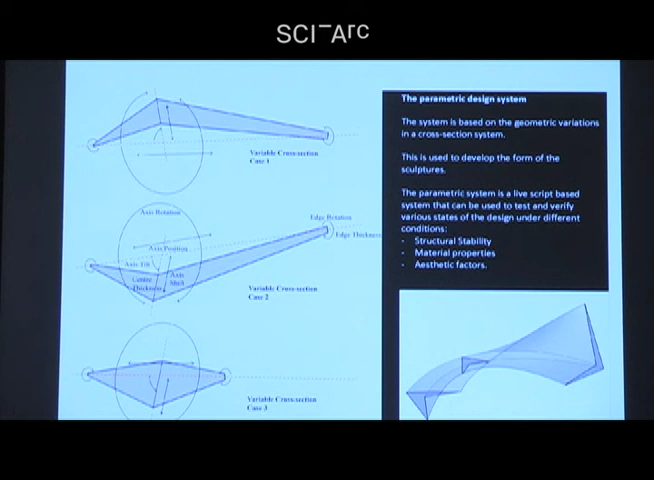 SCI-Arc
Variable Cross-section
Case 1
Axis Rotation
Edge Rotation
Edge Thickness
Axis Position
Axis Tilt
Centre
Thickness
Axis
Shell
Variable Cross-section
Case 2
Variable Cross-section
Case 3
The parametric design system
The system is based on the geometric variations
in a cross-section system.
This is used to develop the form of the
sculptures.
The parametric system is a live script based
system that can be used to test and verify
various states of the design under different
conditions:
- Structural Stability
- Material properties
- Aesthetic factors.